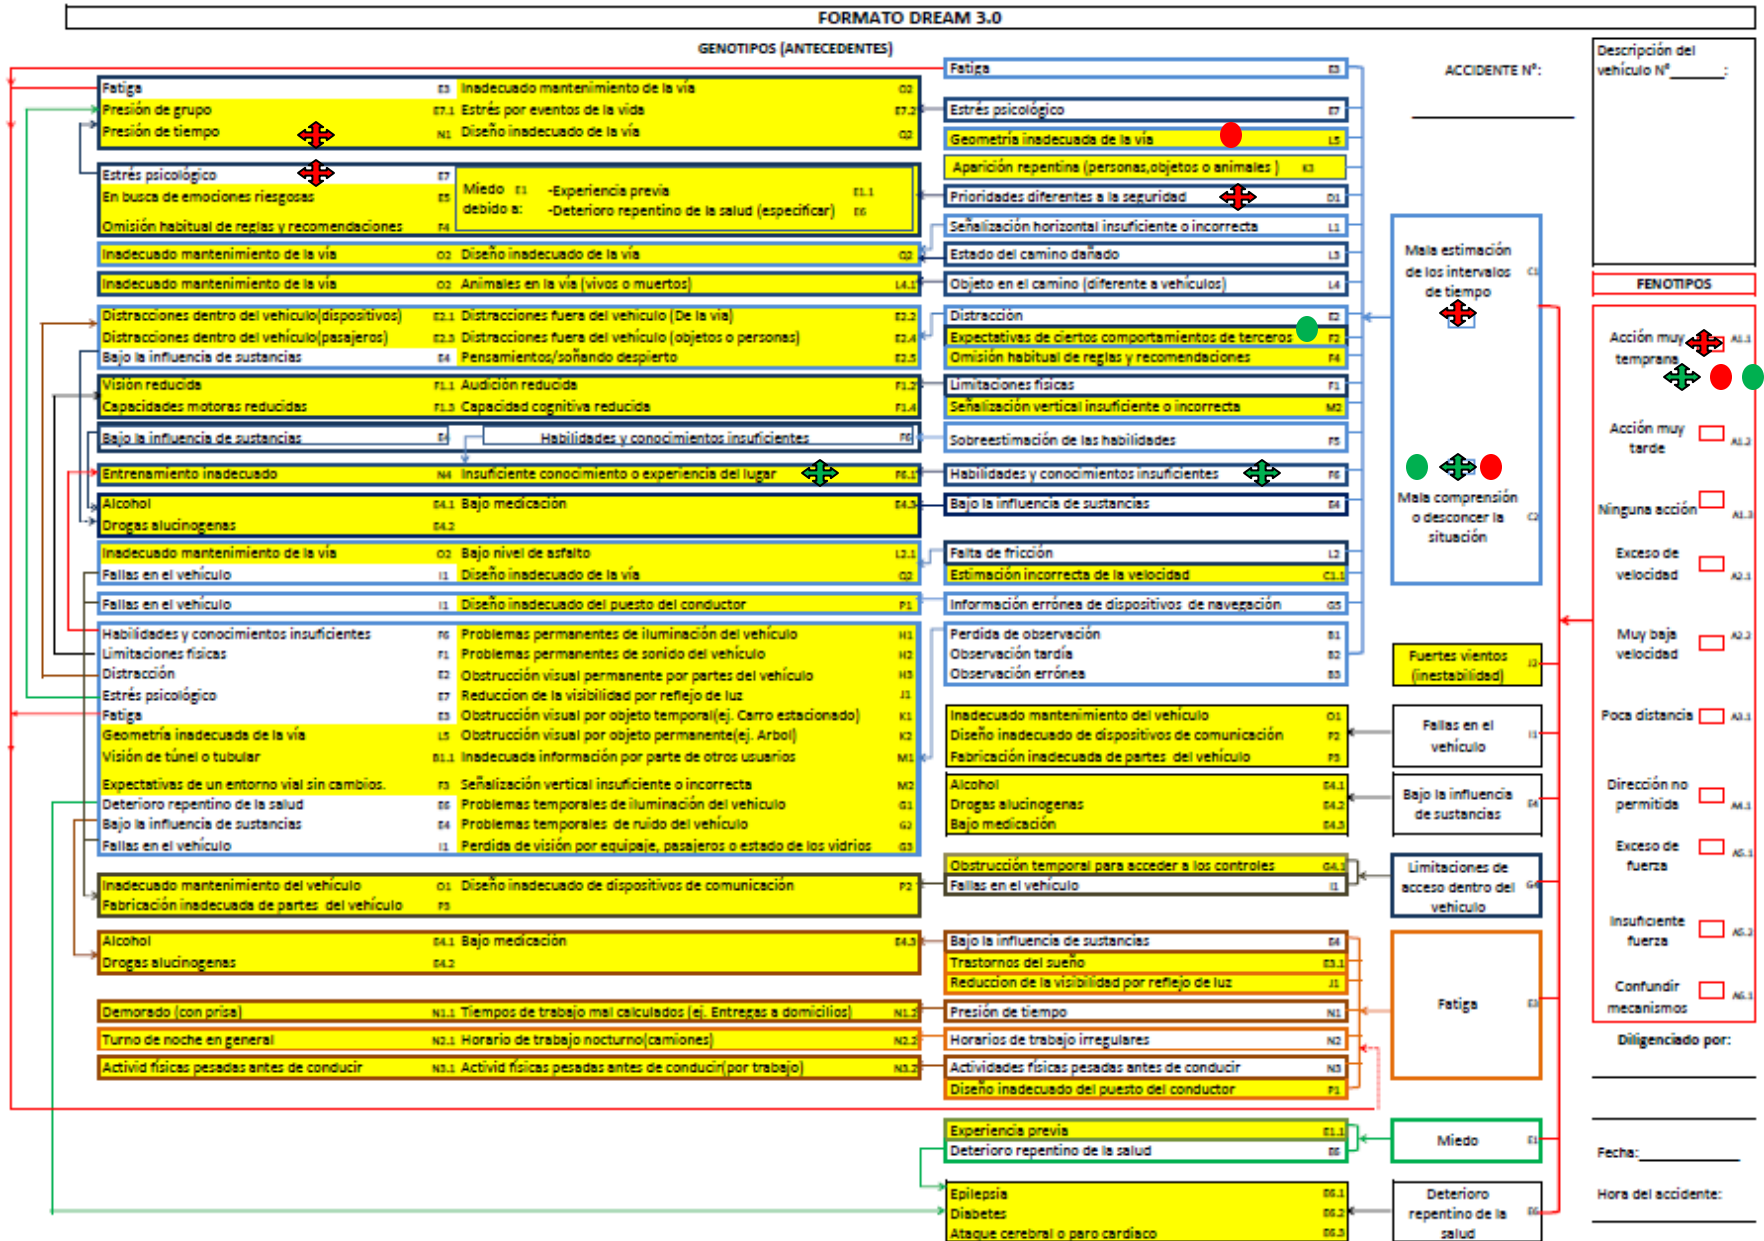 FORMATO DREAM 3.0
GENOTIPOS (ANTECEDENTES)
Fatiga E3 Inadecuado mantenimiento de la vía O2
Presión de grupo E7.1 Estrés por eventos de la vida E7.2
Presión de tiempo N1 Diseño inadecuado de la vía Q2
Estrés psicológico E7
En busca de emociones riesgosas E5
Omisión habitual de reglas y recomendaciones F4
Miedo E1 -Experiencia previa E1.1
debido a: -Deterioro repentino de la salud (especificar) E6
Inadecuado mantenimiento de la vía O2 Diseño inadecuado de la vía Q2
Inadecuado mantenimiento de la vía O2 Animales en la vía (vivos o muertos) L4.1
Distracciones dentro del vehículo(dispositivos) E2.1 Distracciones fuera del vehículo (De la vía) E2.2
Distracciones dentro del vehículo(pasajeros) E2.3 Distracciones fuera del vehículo (objetos o personas) E2.4
Bajo la influencia de sustancias E4 Pensamientos/soñando despierto E2.5
Visión reducida F1.1 Audición reducida F1.2
Capacidades motoras reducidas F1.3 Capacidad cognitiva reducida F1.4
Bajo la influencia de sustancias E4 Habilidades y conocimientos insuficientes F6
Entrenamiento inadecuado N4 Insuficiente conocimiento o experiencia del lugar F6.1
Alcohol E4.1 Bajo medicación E4.3
Drogas alucinogenas E4.2
Inadecuado mantenimiento de la vía O2 Bajo nivel de asfalto L2.1
Fallas en el vehículo I1 Diseño inadecuado de la vía Q2
Fallas en el vehículo I1 Diseño inadecuado del puesto del conductor P1
Habilidades y conocimientos insuficientes F6 Problemas permanentes de iluminación del vehículo H1
Limitaciones físicas F1 Problemas permanentes de sonido del vehículo H2
Distracción E2 Obstrucción visual permanente por partes del vehículo H3
Estrés psicológico E7 Reduccion de la visibilidad por reflejo de luz J1
Fatiga E3 Obstrucción visual por objeto temporal(ej. Carro estacionado) K1
Geometría inadecuada de la vía L5 Obstrucción visual por objeto permanente(ej. Arbol) K2
Visión de túnel o tubular B1.1 Inadecuada información por parte de otros usuarios M1
Expectativas de un entorno vial sin cambios. F3 Señalización vertical insuficiente o incorrecta M2
Deterioro repentino de la salud E6 Problemas temporales de iluminación del vehículo G1
Bajo la influencia de sustancias E4 Problemas temporales de ruido del vehículo G2
Fallas en el vehículo I1 Perdida de visión por equipaje, pasajeros o estado de los vidrios G3
Inadecuado mantenimiento del vehículo O1 Diseño inadecuado de dispositivos de comunicación P2
Fabricación inadecuada de partes del vehículo P3
Alcohol E4.1 Bajo medicación E4.3
Drogas alucinogenas E4.2
Demorado (con prisa) N1.1 Tiempos de trabajo mal calculados (ej. Entregas a domicilios) N1.2
Turno de noche en general N2.1 Horario de trabajo nocturno(camiones) N2.2
Activid físicas pesadas antes de conducir N3.1 Activid físicas pesadas antes de conducir(por trabajo) N3.2
Fatiga E3
Estrés psicológico E7
Geometría inadecuada de la vía L5
Aparición repentina (personas,objetos o animales ) K3
Prioridades diferentes a la seguridad D1
Señalización horizontal insuficiente o incorrecta L1
Estado del camino dañado L3
Objeto en el camino (diferente a vehículos) L4
Distracción E2
Expectativas de ciertos comportamientos de terceros F2
Omisión habitual de reglas y recomendaciones F4
Limitaciones físicas F1
Señalización vertical insuficiente o incorrecta M2
Sobreestimación de las habilidades F5
Habilidades y conocimientos insuficientes F6
Bajo la influencia de sustancias E4
Falta de fricción L2
Estimación incorrecta de la velocidad C1.1
Información errónea de dispositivos de navegación G5
Perdida de observación B1
Observación tardía B2
Observación errónea B3
Inadecuado mantenimiento del vehículo O1
Diseño inadecuado de dispositivos de comunicación P2
Fabricación inadecuada de partes del vehículo P3
Alcohol E4.1
Drogas alucinogenas E4.2
Bajo medicación E4.3
Obstrucción temporal para acceder a los controles G4.1
Fallas en el vehículo I1
Bajo la influencia de sustancias E4
Trastornos del sueño E3.1
Reduccion de la visibilidad por reflejo de luz J1
Presión de tiempo N1
Horarios de trabajo irregulares N2
Actividades físicas pesadas antes de conducir N3
Diseño inadecuado del puesto del conductor P1
Experiencia previa E1.1
Deterioro repentino de la salud E6
Epilepsia E6.1
Diabetes E6.2
Ataque cerebral o paro cardiaco E6.3
ACCIDENTE Nº:
Mala estimación
de los intervalos C1
de tiempo
Mala comprensión
o desconcer la C2
situación
Fuertes vientos J2
(inestabilidad)
Fallas en el I1
vehículo
Bajo la influencia E4
de sustancias
Limitaciones de
acceso dentro del G4
vehículo
Fatiga E3
Miedo E1
Deterioro
repentino de la E6
salud
Descripción del
vehículo Nº______:
FENOTIPOS
Acción muy A1.1
temprana
Acción muy A1.2
tarde
Ninguna acción A1.3
Exceso de A2.1
velocidad
Muy baja A2.2
velocidad
Poca distancia A3.1
Dirección no A4.1
permitida
Exceso de A5.1
fuerza
Insuficiente A5.2
fuerza
Confundir A6.1
mecanismos
Diligenciado por:
Fecha:__________
Hora del accidente: